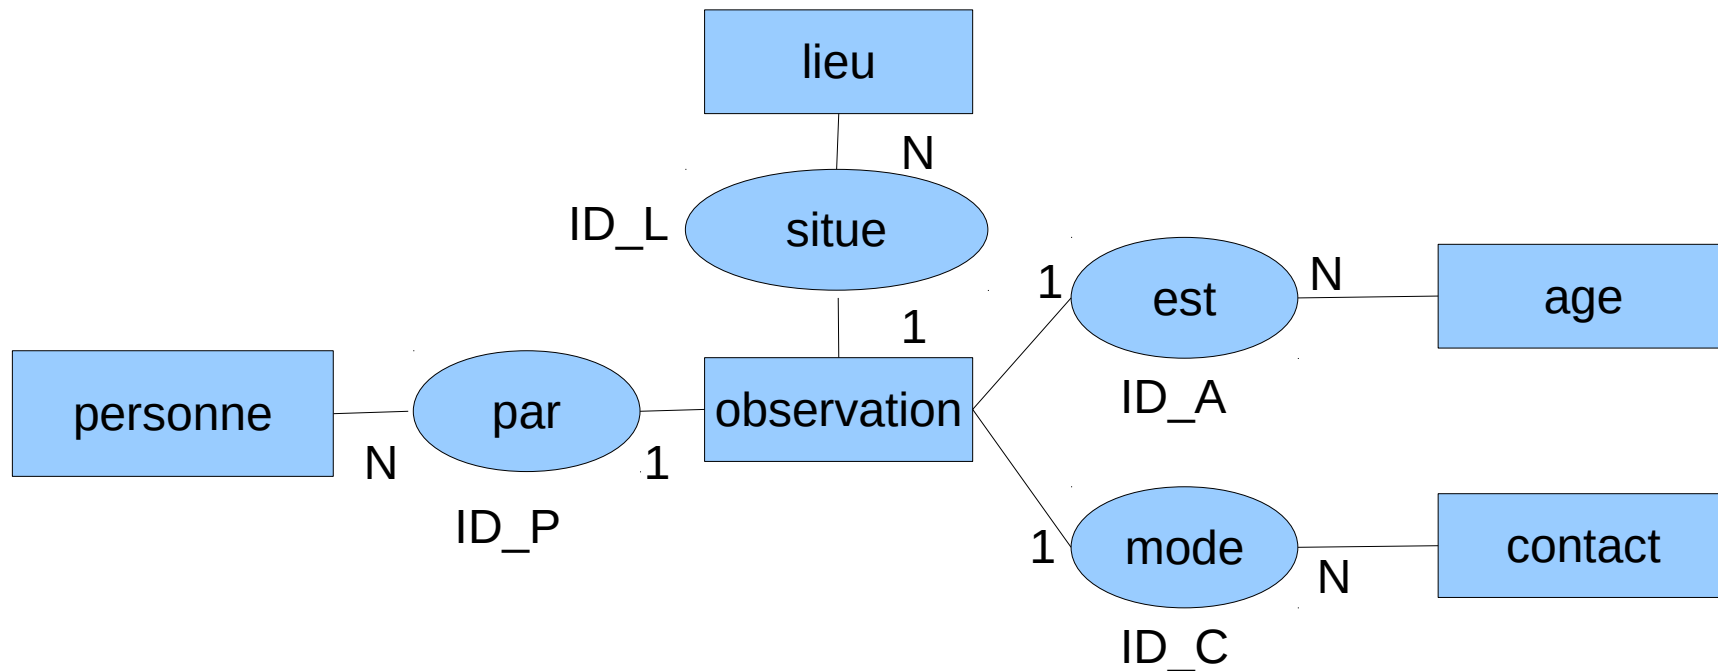 lieu
N
ID_L
situe
1
1
est
N
age
ID_A
personne
N
par
1
observation
ID_P
1
mode
N
contact
ID_C